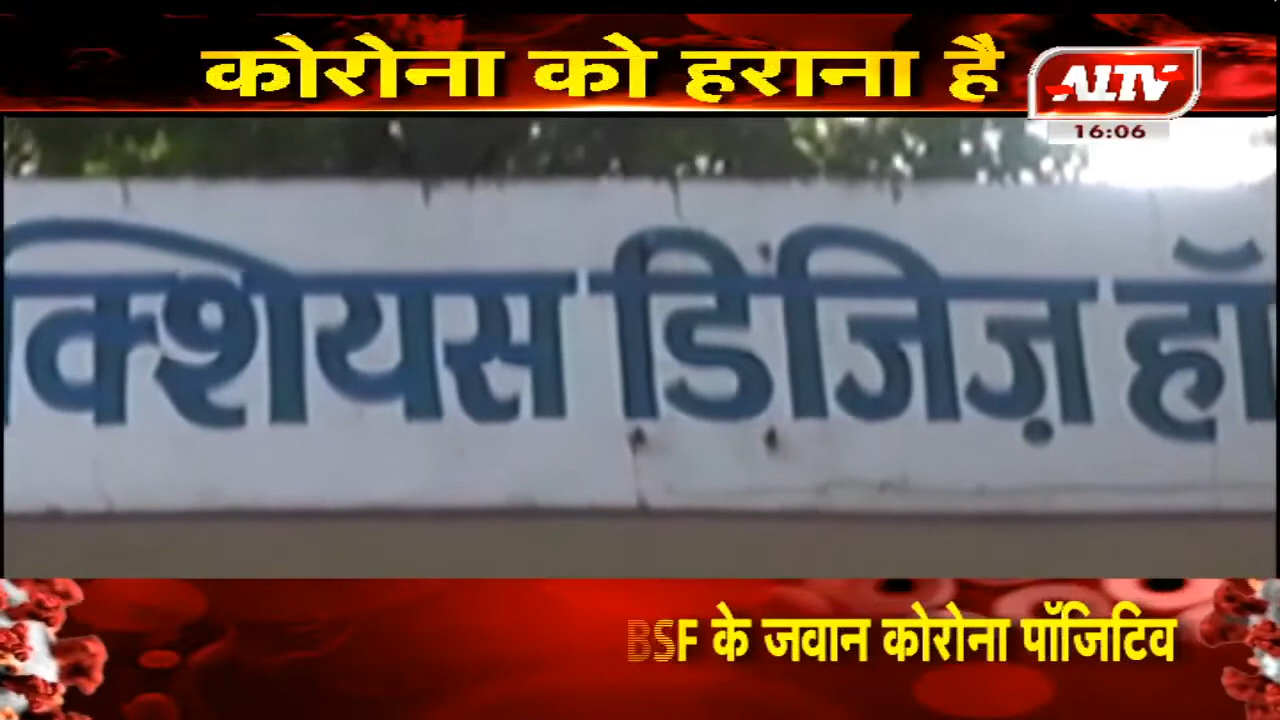 कोरोना को हराना है
ALTV
16:06
क्शियस डिजिज़ हॉ
BSF के जवान कोरोना पॉजिटिव